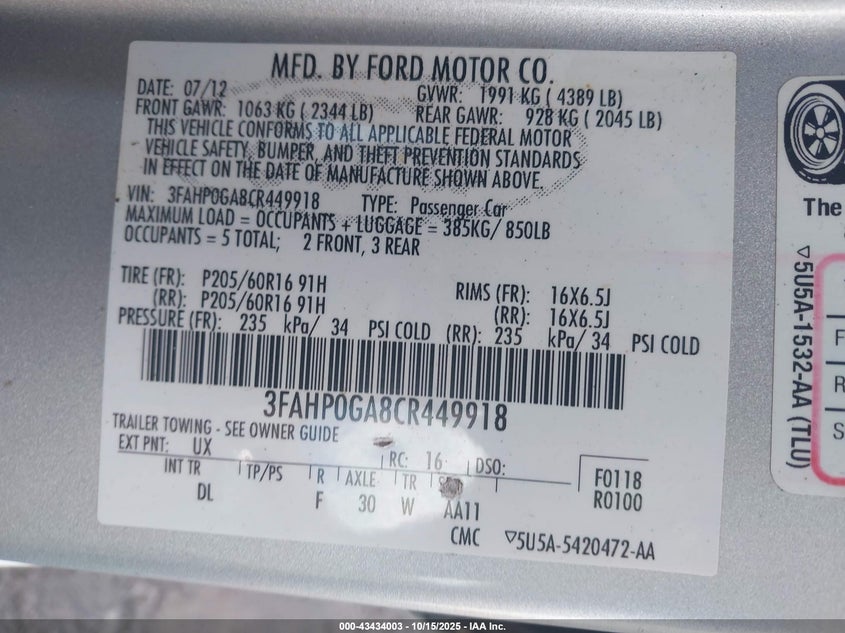 MFD. BY FORD MOTOR CO.
DATE: 07/12 GVWR: 1991 KG ( 4389 LB)
FRONT GAWR: 1063 KG ( 2344 LB) REAR GAWR: 928 KG ( 2045 LB)
THIS VEHICLE CONFORMS TO ALL APPLICABLE FEDERAL MOTOR
VEHICLE SAFETY, BUMPER, AND THEFT PREVENTION STANDARDS
IN EFFECT ON THE DATE OF MANUFACTURE SHOWN ABOVE.
VIN: 3FAHP0GA8CR449918 TYPE: Passenger Car
MAXIMUM LOAD = OCCUPANTS + LUGGAGE = 385KG/ 850LB
OCCUPANTS = 5 TOTAL; 2 FRONT, 3 REAR
TIRE (FR): P205/60R16 91H RIMS (FR): 16X6.5J
(RR): P205/60R16 91H (RR): 16X6.5J
PRESSURE (FR): 235 kPa/ 34 PSI COLD (RR): 235 kPa/ 34 PSI COLD
3FAHP0GA8CR449918
TRAILER TOWING - SEE OWNER GUIDE
EXT PNT: UX RC: 16 DSO: F0118
INT TR TP/PS R AXLE TR R0100
DL F 30 W AA11
CMC ▽5U5A-5420472-AA
The
▽5U5A-1532-AA (TLU)
F
R
S
000-43434003 | 10/15/2025 - IAA Inc.